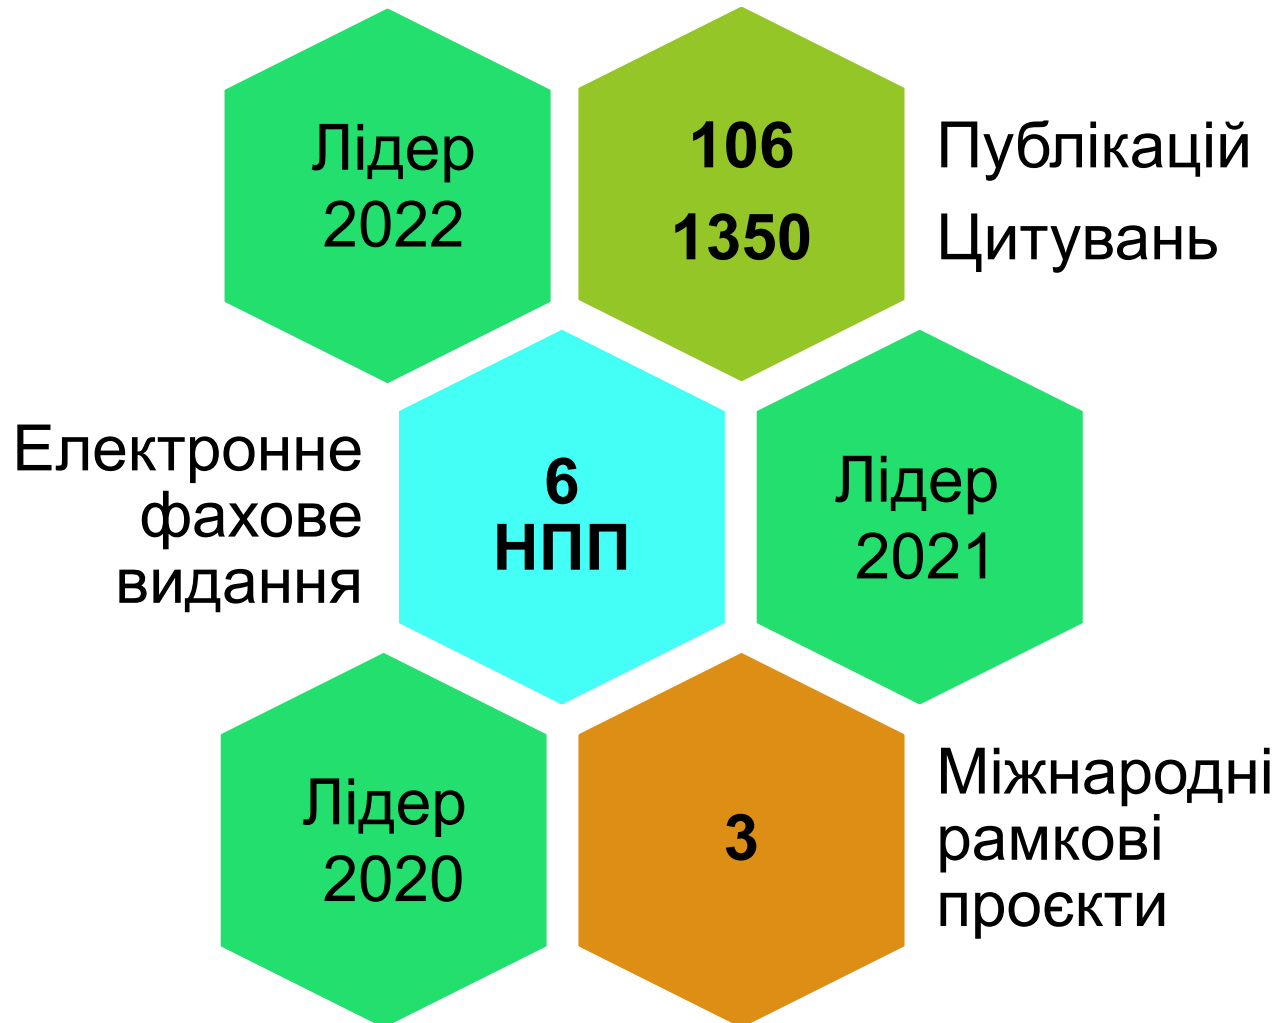 Лідер
2022
106
1350
Публікацій
Цитувань
Електронне
фахове
видання
6
НПП
Лідер
2021
Лідер
2020
3
Міжнародні
рамкові
проєкти